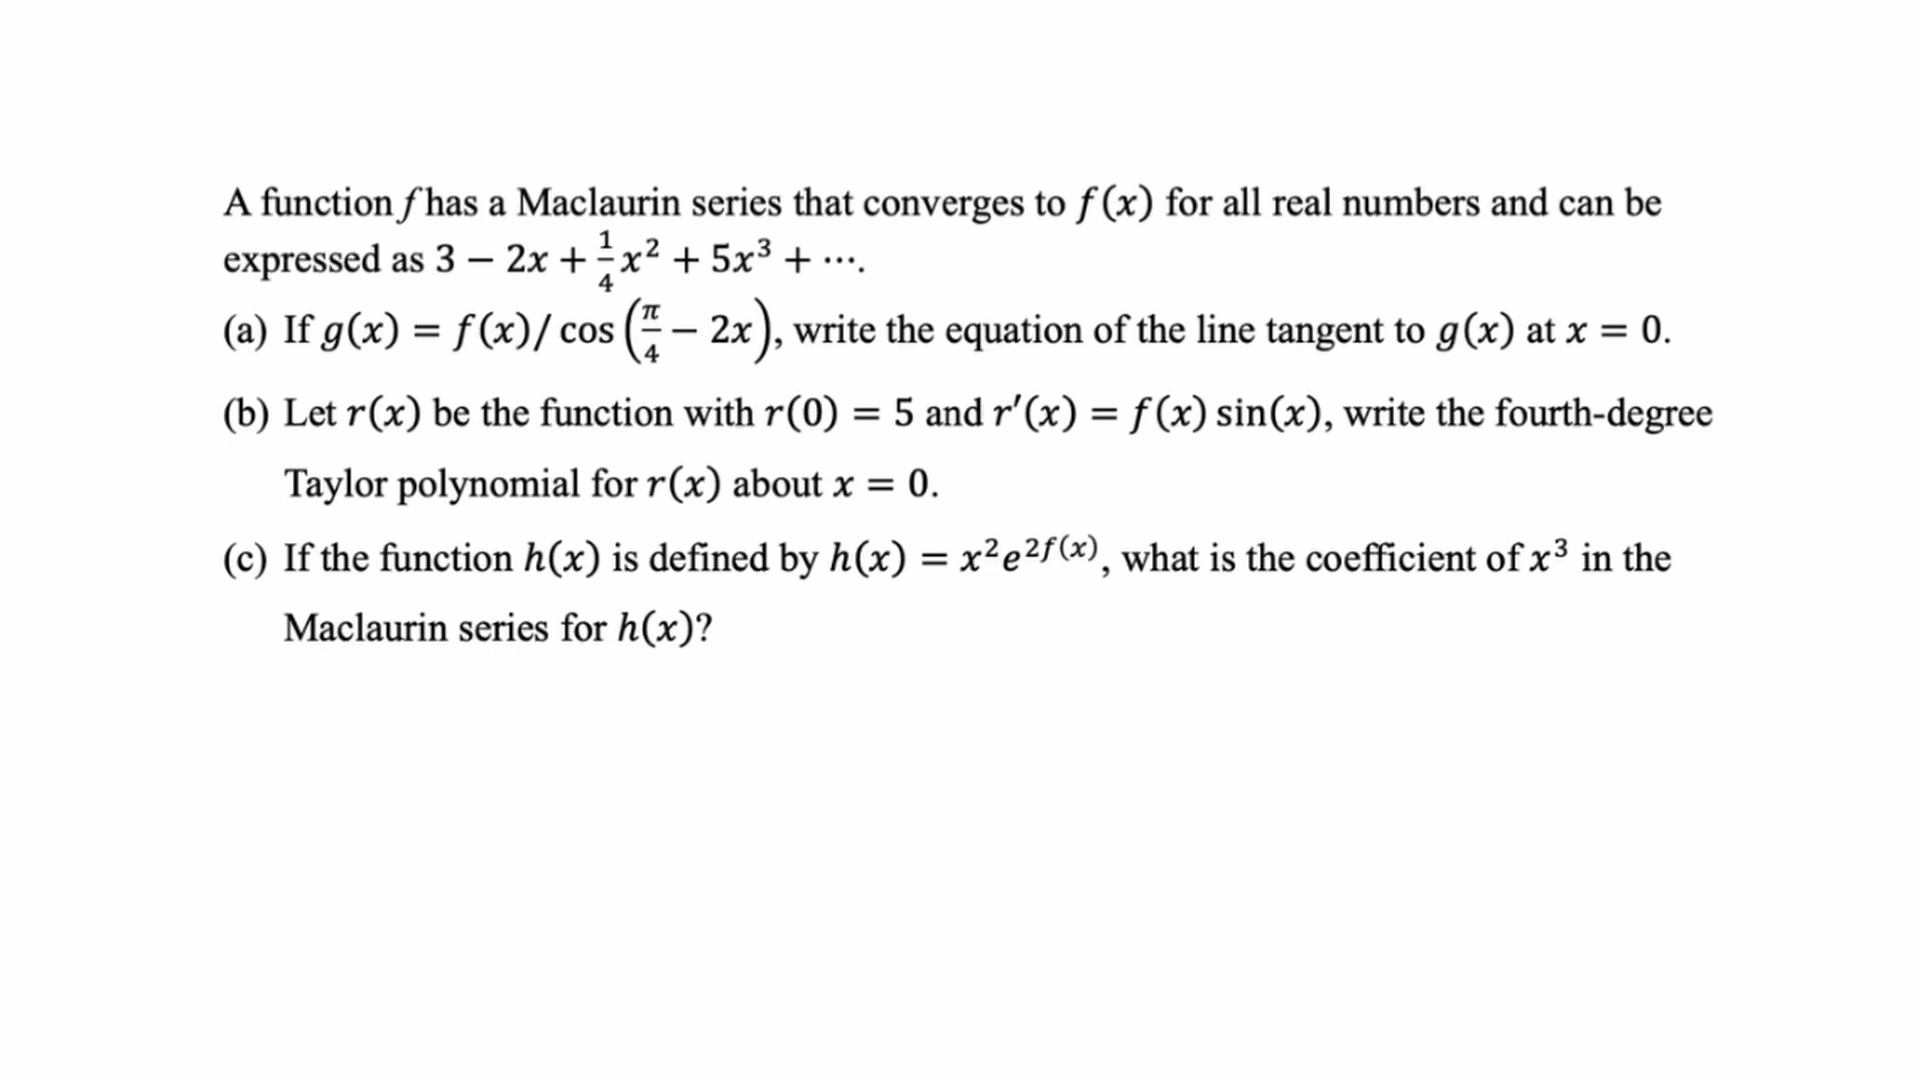 A function f has a Maclaurin series that converges to f(x) for all real numbers and can be
expressed as 3 − 2x + 1/4 x² + 5x³ + ⋯.
(a) If g(x) = f(x)/ cos (π/4 − 2x), write the equation of the line tangent to g(x) at x = 0.
(b) Let r(x) be the function with r(0) = 5 and r′(x) = f(x) sin(x), write the fourth-degree
Taylor polynomial for r(x) about x = 0.
(c) If the function h(x) is defined by h(x) = x²e^{2f(x)}, what is the coefficient of x³ in the
Maclaurin series for h(x)?